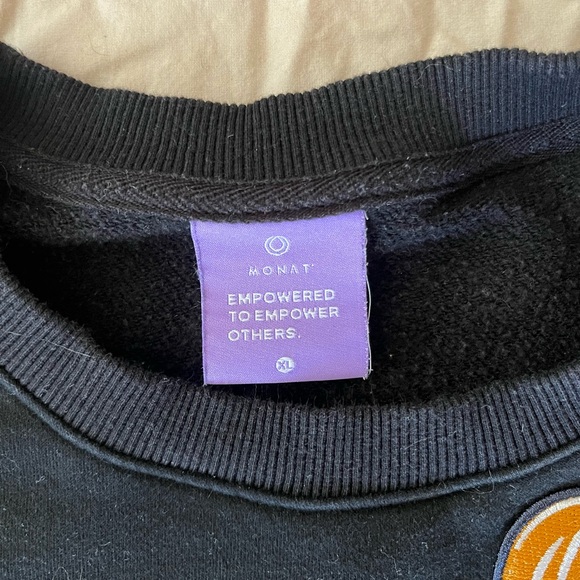 MONAT
EMPOWERED
TO EMPOWER
OTHERS.
XL